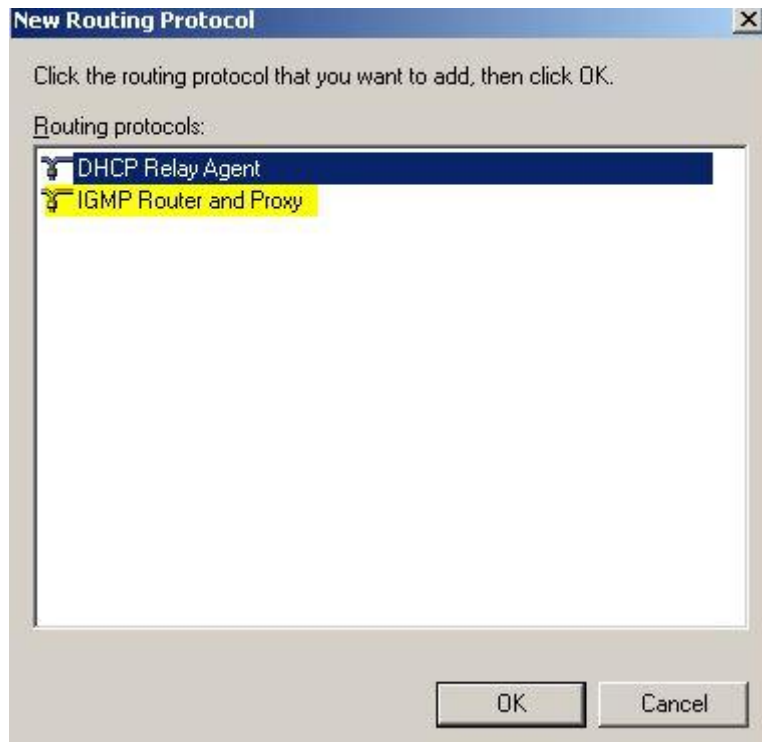 New Routing Protocol
Click the routing protocol that you want to add, then click OK.
Routing protocols:
DHCP Relay Agent
IGMP Router and Proxy
OK
Cancel